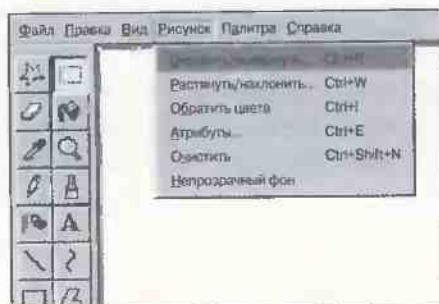 Файл Правка Вид Рисунок Палитра Справка
Растянуть/наклонить... Ctrl+W
Обратить цвета Ctrl+I
Атрибуты... Ctrl+E
Очистить Ctrl+Shift+N
Непрозрачный фон
A